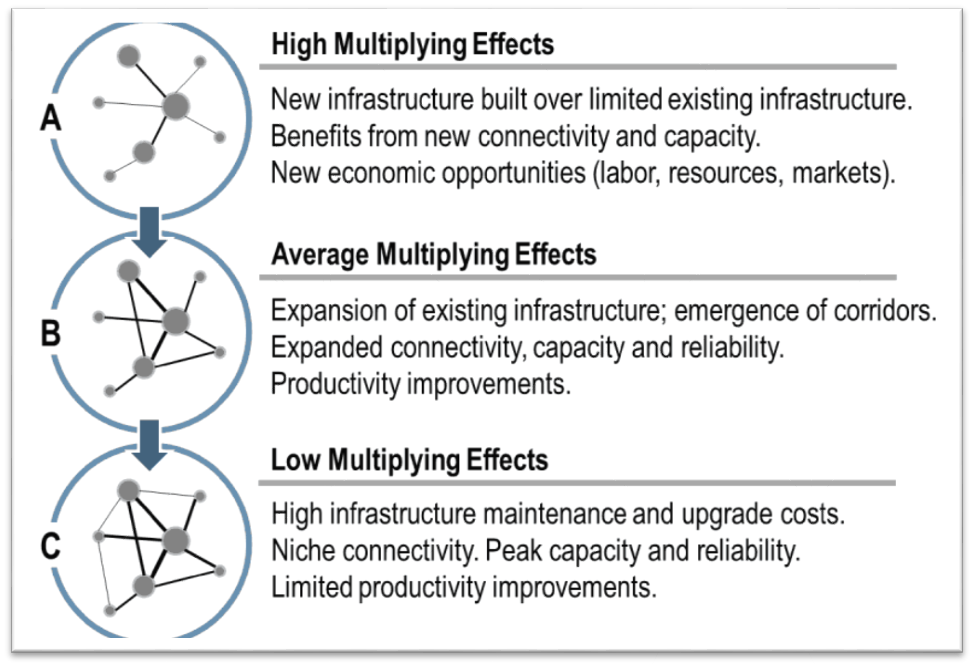 High Multiplying Effects
A
New infrastructure built over limited existing infrastructure.
Benefits from new connectivity and capacity.
New economic opportunities (labor, resources, markets).
Average Multiplying Effects
B
Expansion of existing infrastructure; emergence of corridors.
Expanded connectivity, capacity and reliability.
Productivity improvements.
Low Multiplying Effects
C
High infrastructure maintenance and upgrade costs.
Niche connectivity. Peak capacity and reliability.
Limited productivity improvements.